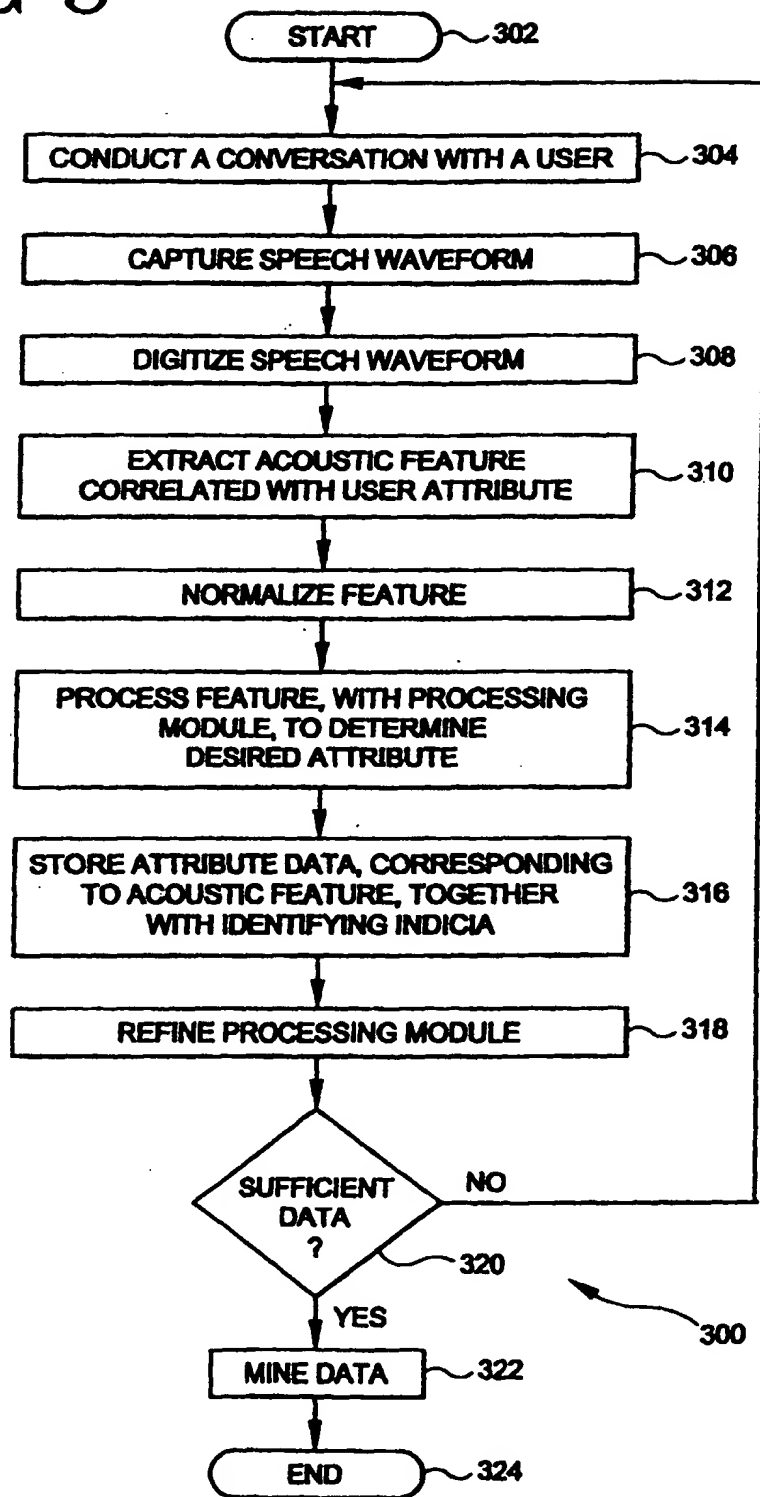 START 302
CONDUCT A CONVERSATION WITH A USER 304
CAPTURE SPEECH WAVEFORM 306
DIGITIZE SPEECH WAVEFORM 308
EXTRACT ACOUSTIC FEATURE
CORRELATED WITH USER ATTRIBUTE 310
NORMALIZE FEATURE 312
PROCESS FEATURE, WITH PROCESSING
MODULE, TO DETERMINE
DESIRED ATTRIBUTE 314
STORE ATTRIBUTE DATA, CORRESPONDING
TO ACOUSTIC FEATURE, TOGETHER
WITH IDENTIFYING INDICIA 316
REFINE PROCESSING MODULE 318
SUFFICIENT
DATA
?
NO
320
YES
300
MINE DATA 322
END 324